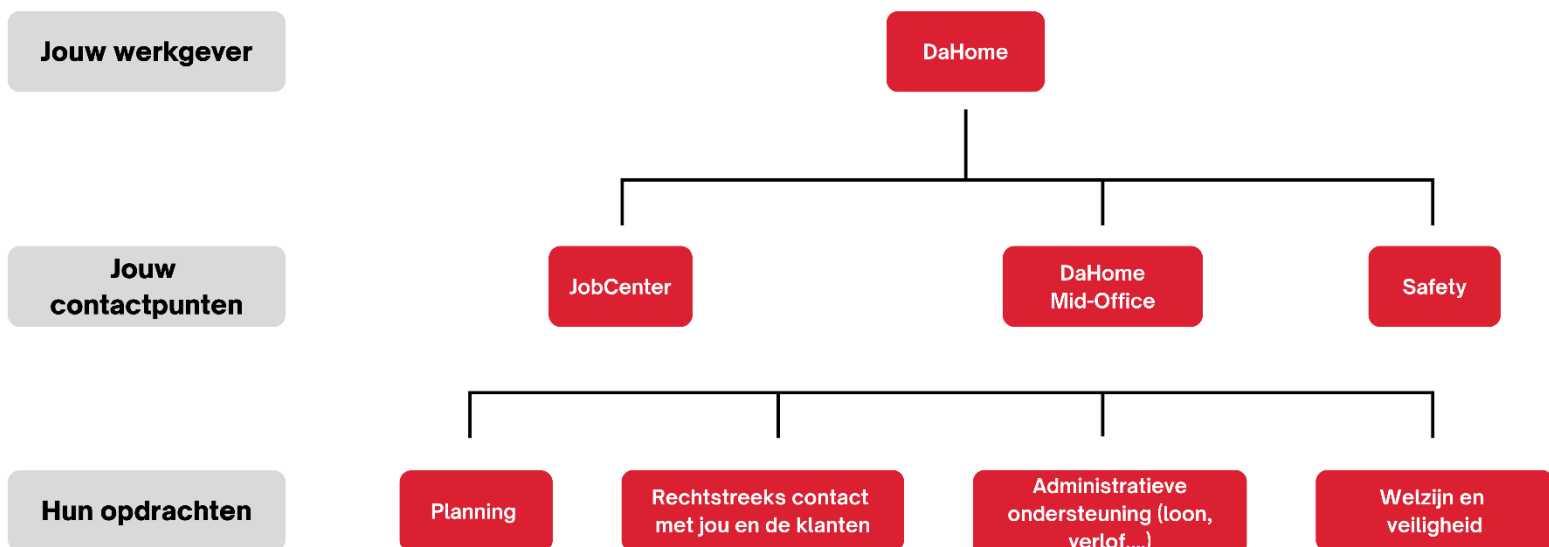 Jouw werkgever
DaHome
Jouw
contactpunten
JobCenter
DaHome
Mid-Office
Safety
Hun opdrachten
Planning
Rechtstreeks contact
met jou en de klanten
Administratieve
ondersteuning (loon,
verlof,...)
Welzijn en
veiligheid